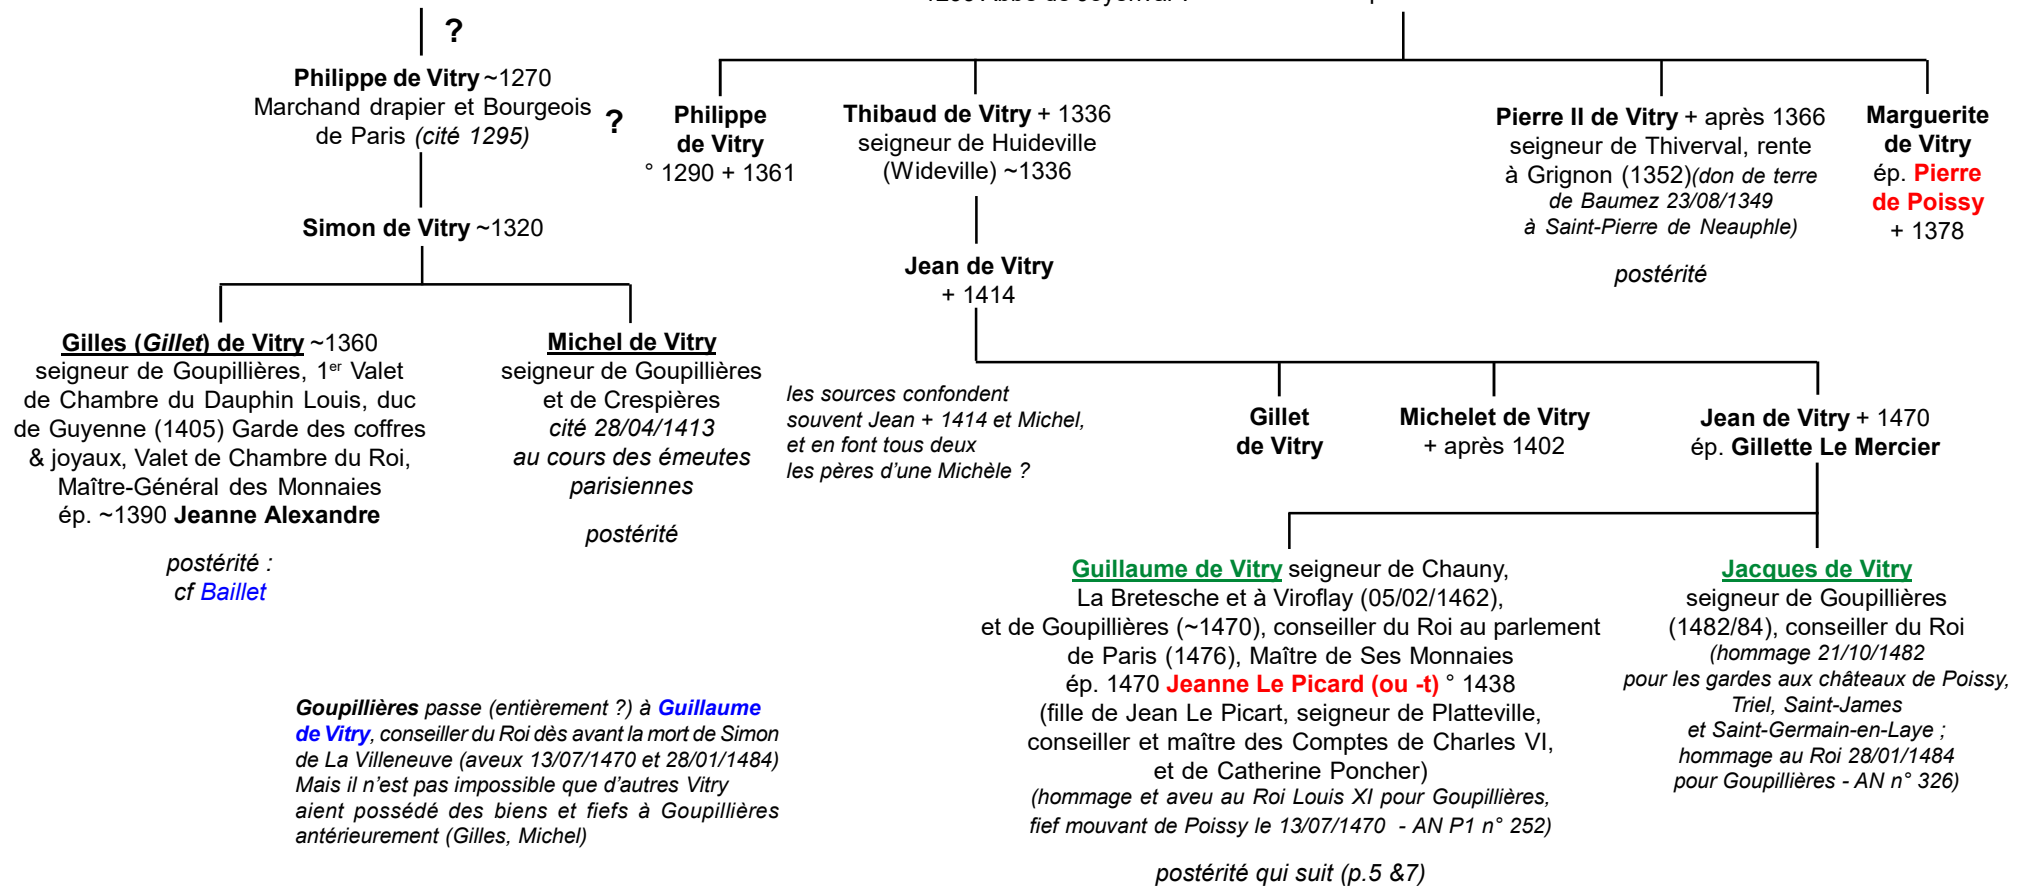 ?
Philippe de Vitry ~1270
Marchand drapier et Bourgeois
de Paris (cité 1295)
?
Philippe
de Vitry
° 1290 + 1361
Thibaud de Vitry + 1336
seigneur de Huideville
(Wideville) ~1336
Pierre II de Vitry + après 1366
seigneur de Thiverval, rente
à Grignon (1352)(don de terre
de Baumez 23/08/1349
à Saint-Pierre de Neauphle)
postérité
Marguerite
de Vitry
ép. Pierre
de Poissy
+ 1378
Simon de Vitry ~1320
Jean de Vitry
+ 1414
Gilles (Gillet) de Vitry ~1360
seigneur de Goupillières, 1er Valet
de Chambre du Dauphin Louis, duc
de Guyenne (1405) Garde des coffres
& joyaux, Valet de Chambre du Roi,
Maître-Général des Monnaies
ép. ~1390 Jeanne Alexandre
postérité :
cf Baillet
Michel de Vitry
seigneur de Goupillières
et de Crespières
cité 28/04/1413
au cours des émeutes
parisiennes
postérité
les sources confondent
souvent Jean + 1414 et Michel,
et en font tous deux
les pères d'une Michèle ?
Gillet
de Vitry
Michelet de Vitry
+ après 1402
Jean de Vitry + 1470
ép. Gillette Le Mercier
Guillaume de Vitry seigneur de Chauny,
La Bretesche et à Viroflay (05/02/1462),
et de Goupillières (~1470), conseiller du Roi au parlement
de Paris (1476), Maître de Ses Monnaies
ép. 1470 Jeanne Le Picard (ou -t) ° 1438
(fille de Jean Le Picart, seigneur de Platteville,
conseiller et maître des Comptes de Charles VI,
et de Catherine Poncher)
(hommage et aveu au Roi Louis XI pour Goupillières,
fief mouvant de Poissy le 13/07/1470 - AN P1 n° 252)
postérité qui suit (p.5 &7)
Jacques de Vitry
seigneur de Goupillières
(1482/84), conseiller du Roi
(hommage 21/10/1482
pour les gardes aux châteaux de Poissy,
Triel, Saint-James
et Saint-Germain-en-Laye ;
hommage au Roi 28/01/1484
pour Goupillières - AN n° 326)
Goupillières passe (entièrement ?) à Guillaume
de Vitry, conseiller du Roi dès avant la mort de Simon
de La Villeneuve (aveux 13/07/1470 et 28/01/1484)
Mais il n'est pas impossible que d'autres Vitry
aient possédé des biens et fiefs à Goupillières
antérieurement (Gilles, Michel)